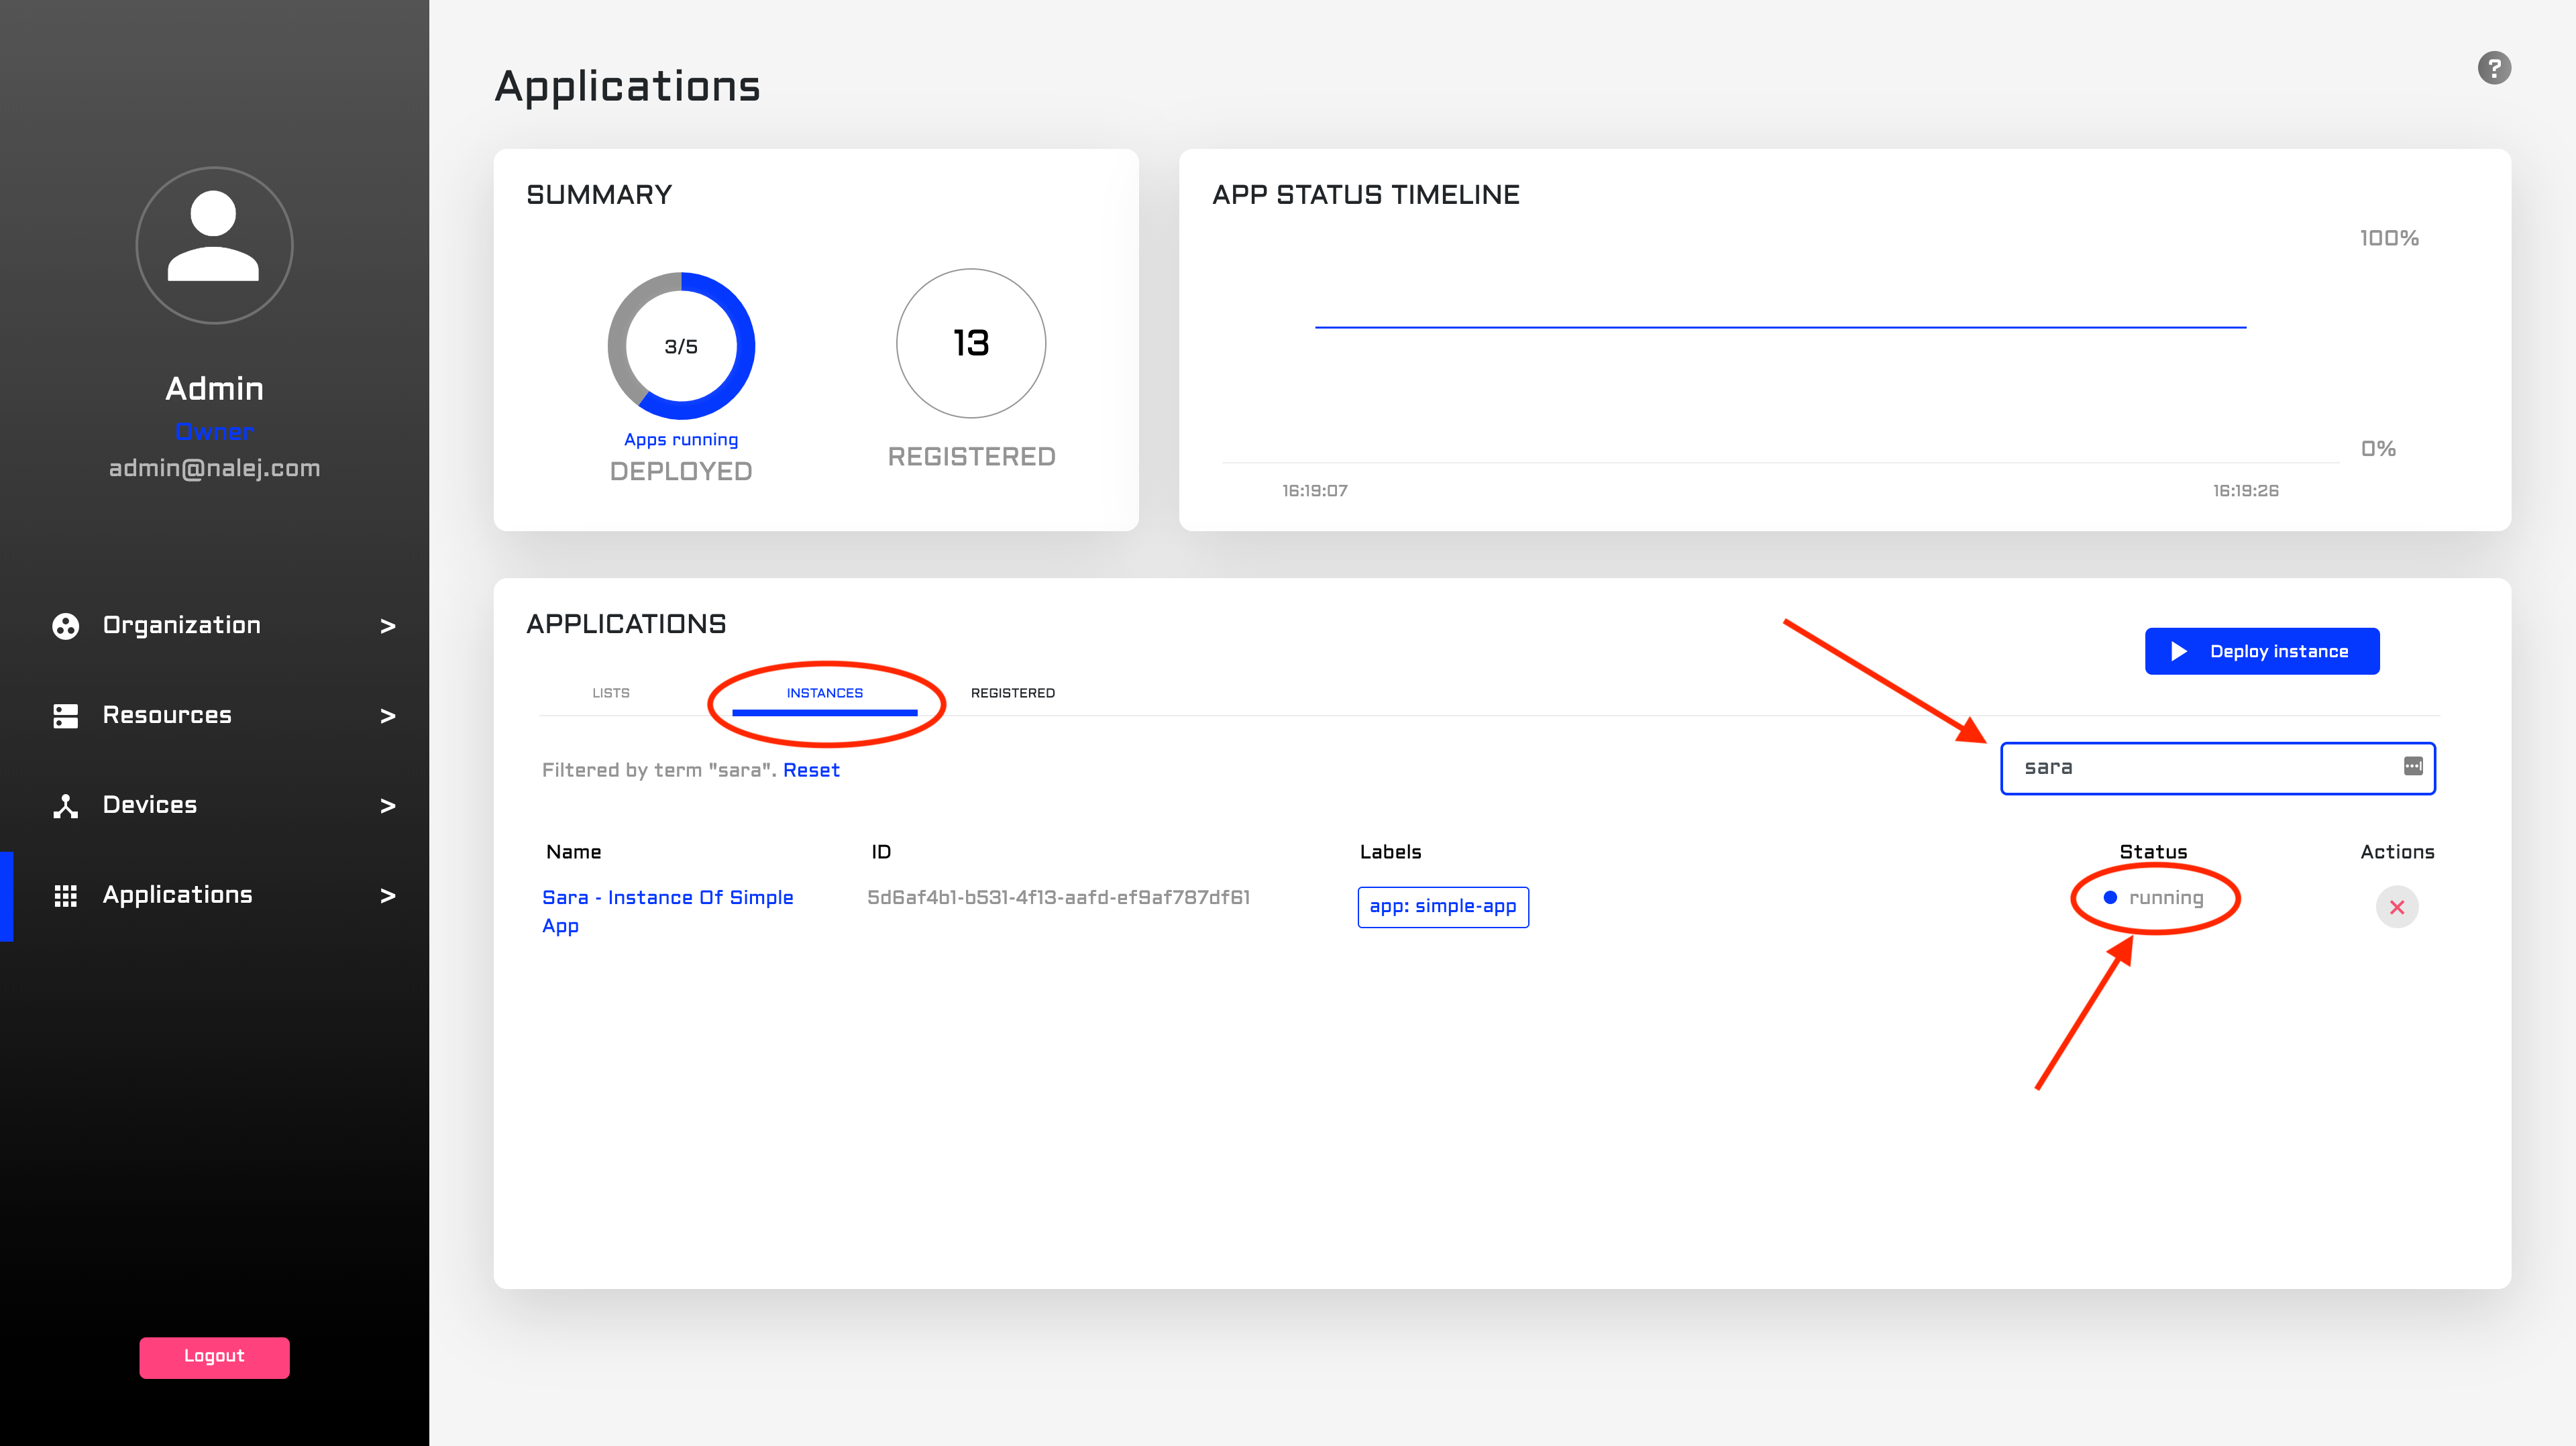 Admin
Owner
admin@nalej.com
Organization >
Resources >
Devices >
Applications >
Logout
Applications
?
SUMMARY
3/5
Apps running
DEPLOYED
13
REGISTERED
APP STATUS TIMELINE
100%
0%
16:19:07 16:19:26
APPLICATIONS
Deploy instance
LISTS INSTANCES REGISTERED
Filtered by term "sara". Reset
sara
Name ID Labels Status Actions
Sara - Instance Of Simple App 5d6af4b1-b531-4f13-aafd-ef9af787df61 app: simple-app running